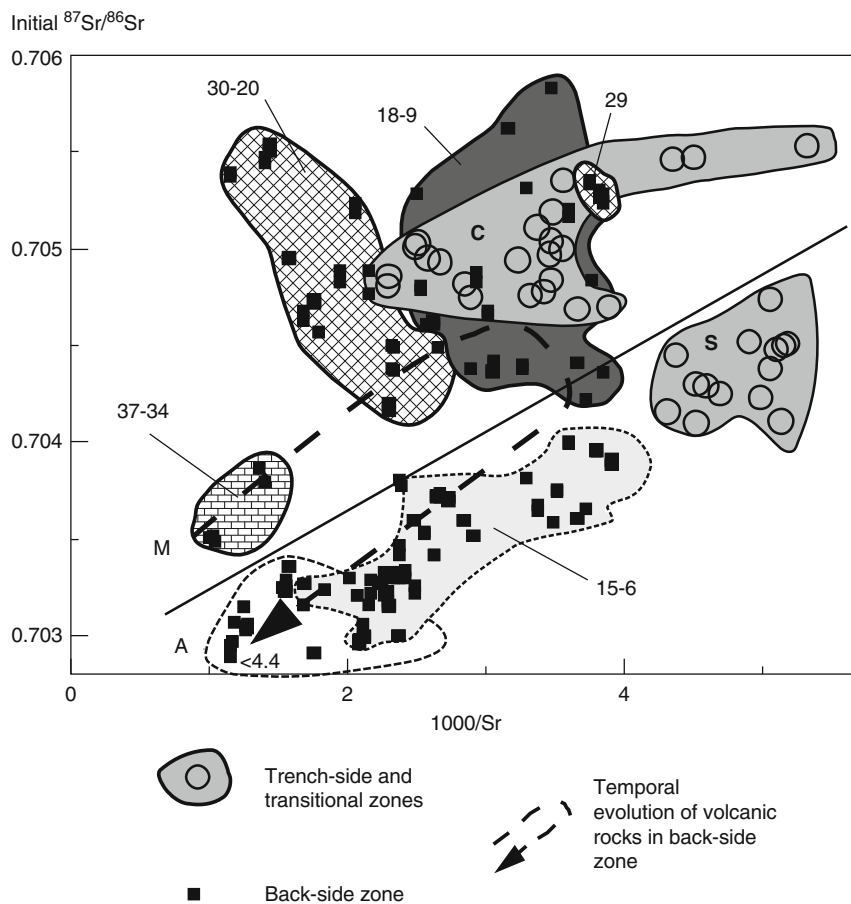 Initial ⁸⁷Sr/⁸⁶Sr
0.706
30-20
18-9
29
0.705
C
S
0.704
37-34
M
15-6
0.703
A
<4.4
0
2
4
1000/Sr
Trench-side and
transitional zones
Temporal
evolution of volcanic
rocks in back-side
zone
Back-side zone